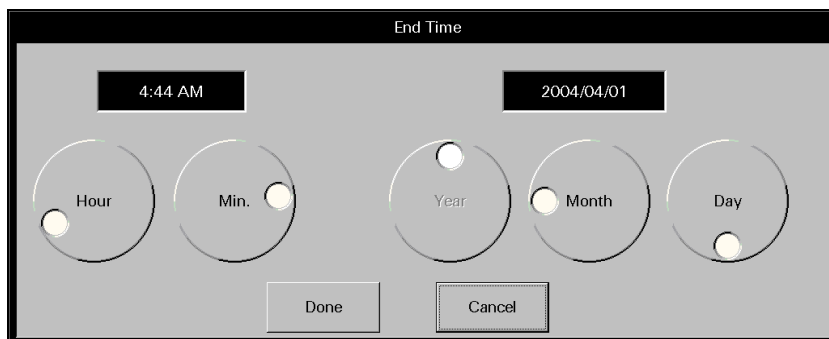 End Time
4:44 AM
2004/04/01
Hour
Min.
Year
Month
Day
Done
Cancel